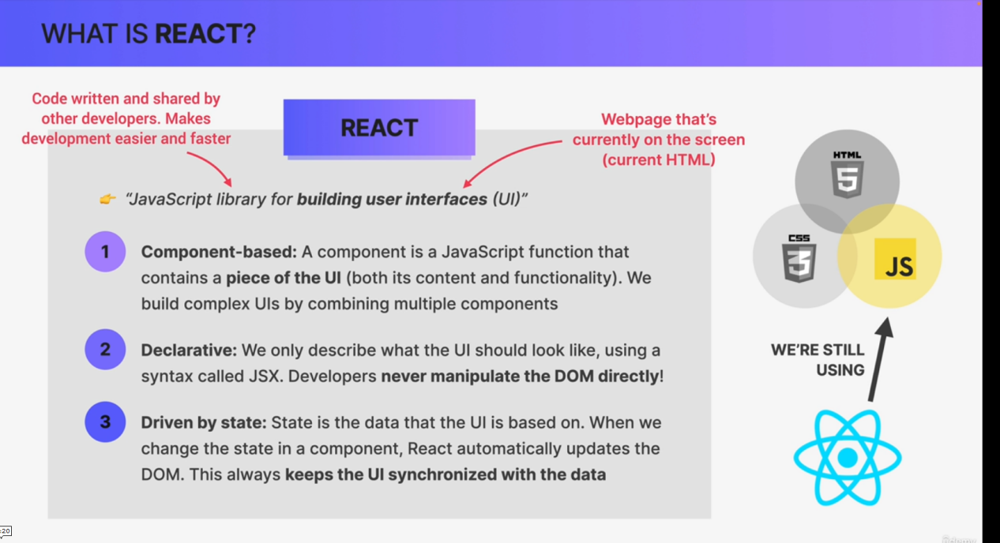 WHAT IS REACT?
Code written and shared by
other developers. Makes
development easier and faster
REACT
Webpage that's
currently on the screen
(current HTML)
👉 “JavaScript library for building user interfaces (UI)”
1
Component-based: A component is a JavaScript function that
contains a piece of the UI (both its content and functionality). We
build complex UIs by combining multiple components
2
Declarative: We only describe what the UI should look like, using a
syntax called JSX. Developers never manipulate the DOM directly!
3
Driven by state: State is the data that the UI is based on. When we
change the state in a component, React automatically updates the
DOM. This always keeps the UI synchronized with the data
HTML
5
CSS
3
JS
WE'RE STILL
USING
:20
Udemy